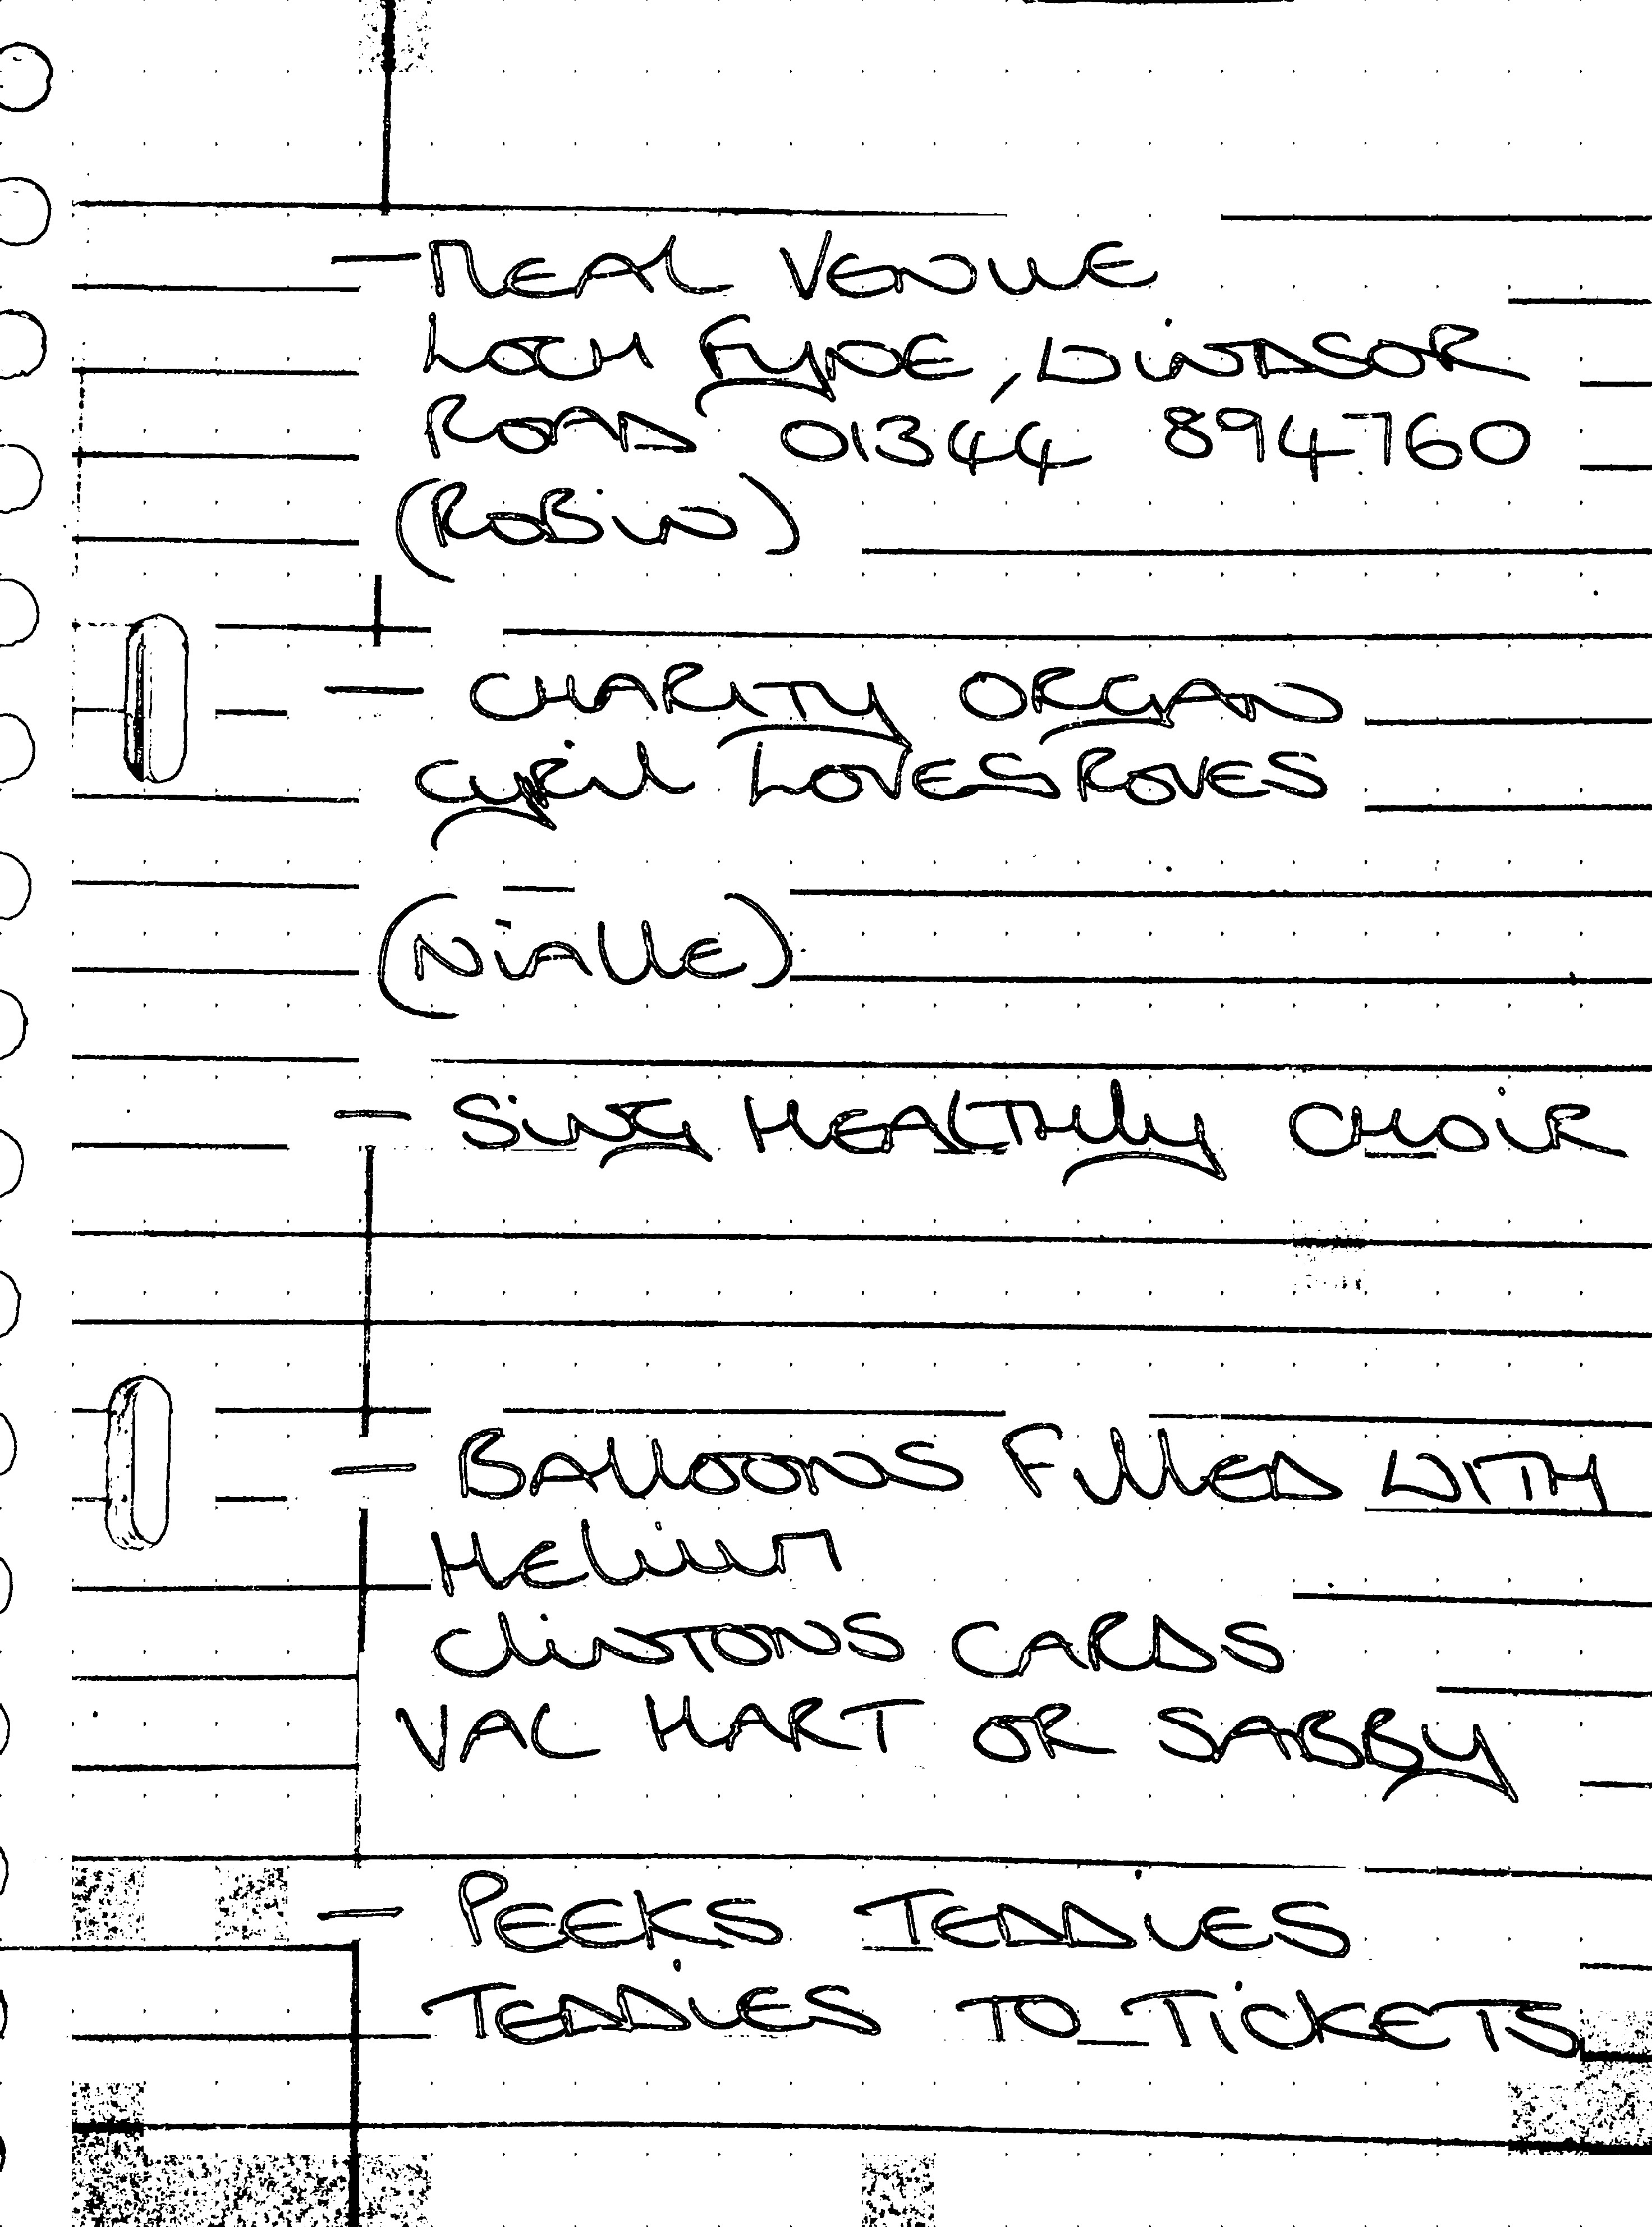 - MEAL VENUE
LOCH FYNE, WINDSOR
ROAD 01344 894760
(ROBIN)
- CHARITY ORGAN
CYRIL LOVESROVES
(NIALLE)
- SING HEALTHILY CHOIR
- BALLOONS FILLED WITH
HELIUM
CLINTONS CARDS
VAL HART OR SABBY
- PEEKS TEDDIES
TEDDIES TO TICKETS